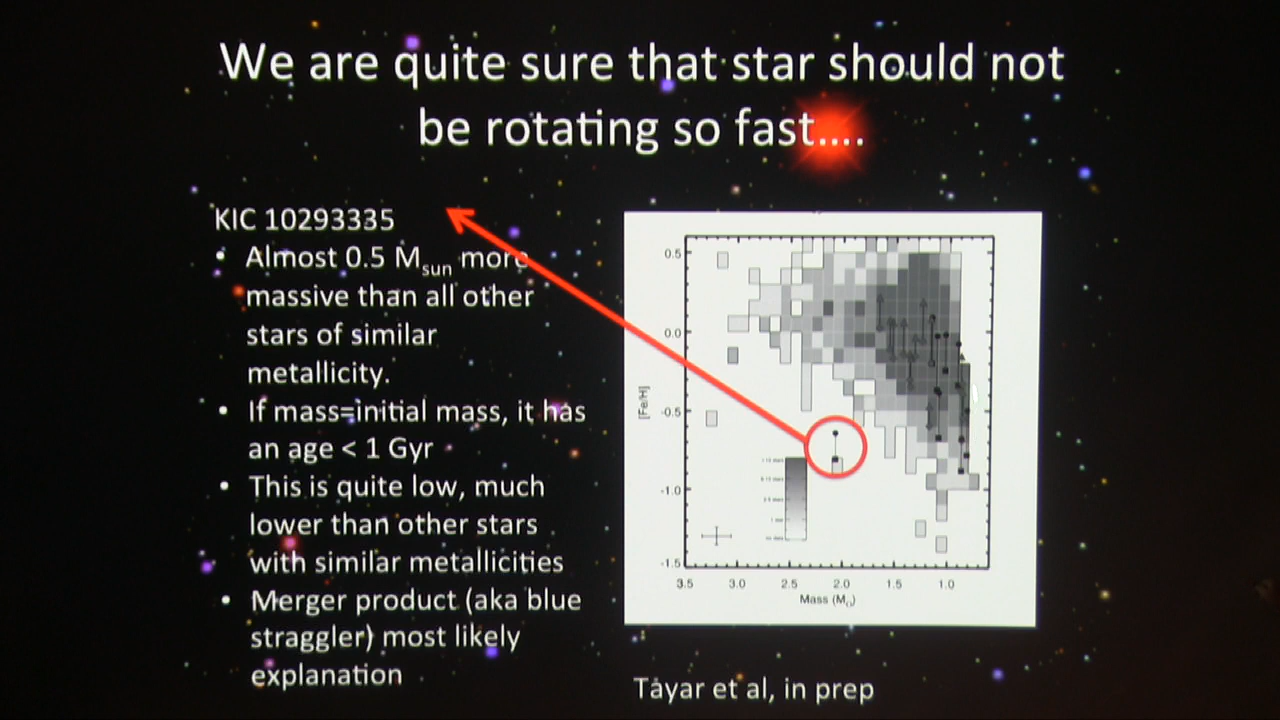 We are quite sure that star should not
be rotating so fast....
KIC 10293335
• Almost 0.5 Msun more
massive than all other
stars of similar
metallicity.
• If mass=initial mass, it has
an age < 1 Gyr
• This is quite low, much
lower than other stars
with similar metallicities
• Merger product (aka blue
straggler) most likely
explanation
0.5
0.0
-0.5
-1.0
-1.5
[Fe/H]
3.5 3.0 2.5 2.0 1.5 1.0
Mass (M☉)
Tayar et al, in prep